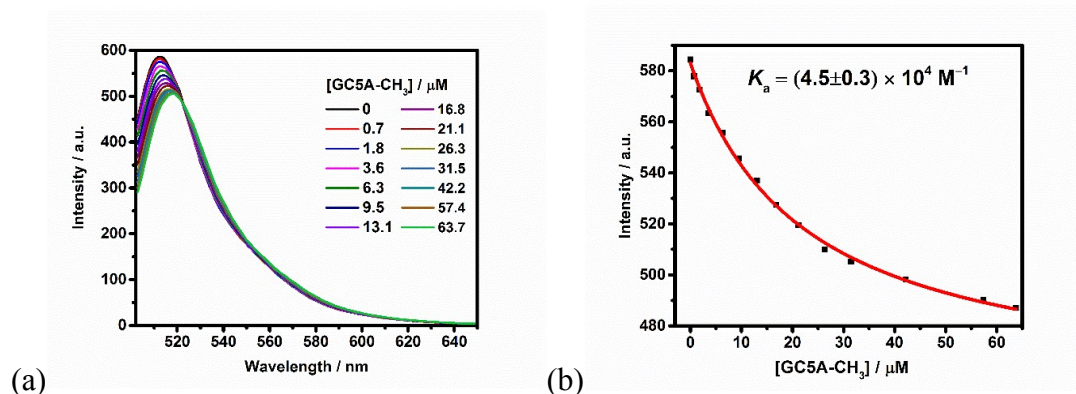 600
500
400
300
200
100
0
Intensity / a.u.
[GC5A-CH₃] / μM
0 16.8
0.7 21.1
1.8 26.3
3.6 31.5
6.3 42.2
9.5 57.4
13.1 63.7
520 540 560 580 600 620 640
Wavelength / nm
(a)
580
560
540
520
500
480
Intensity / a.u.
Kₐ = (4.5±0.3) × 10⁴ M⁻¹
0 10 20 30 40 50 60
[GC5A-CH₃] / μM
(b)